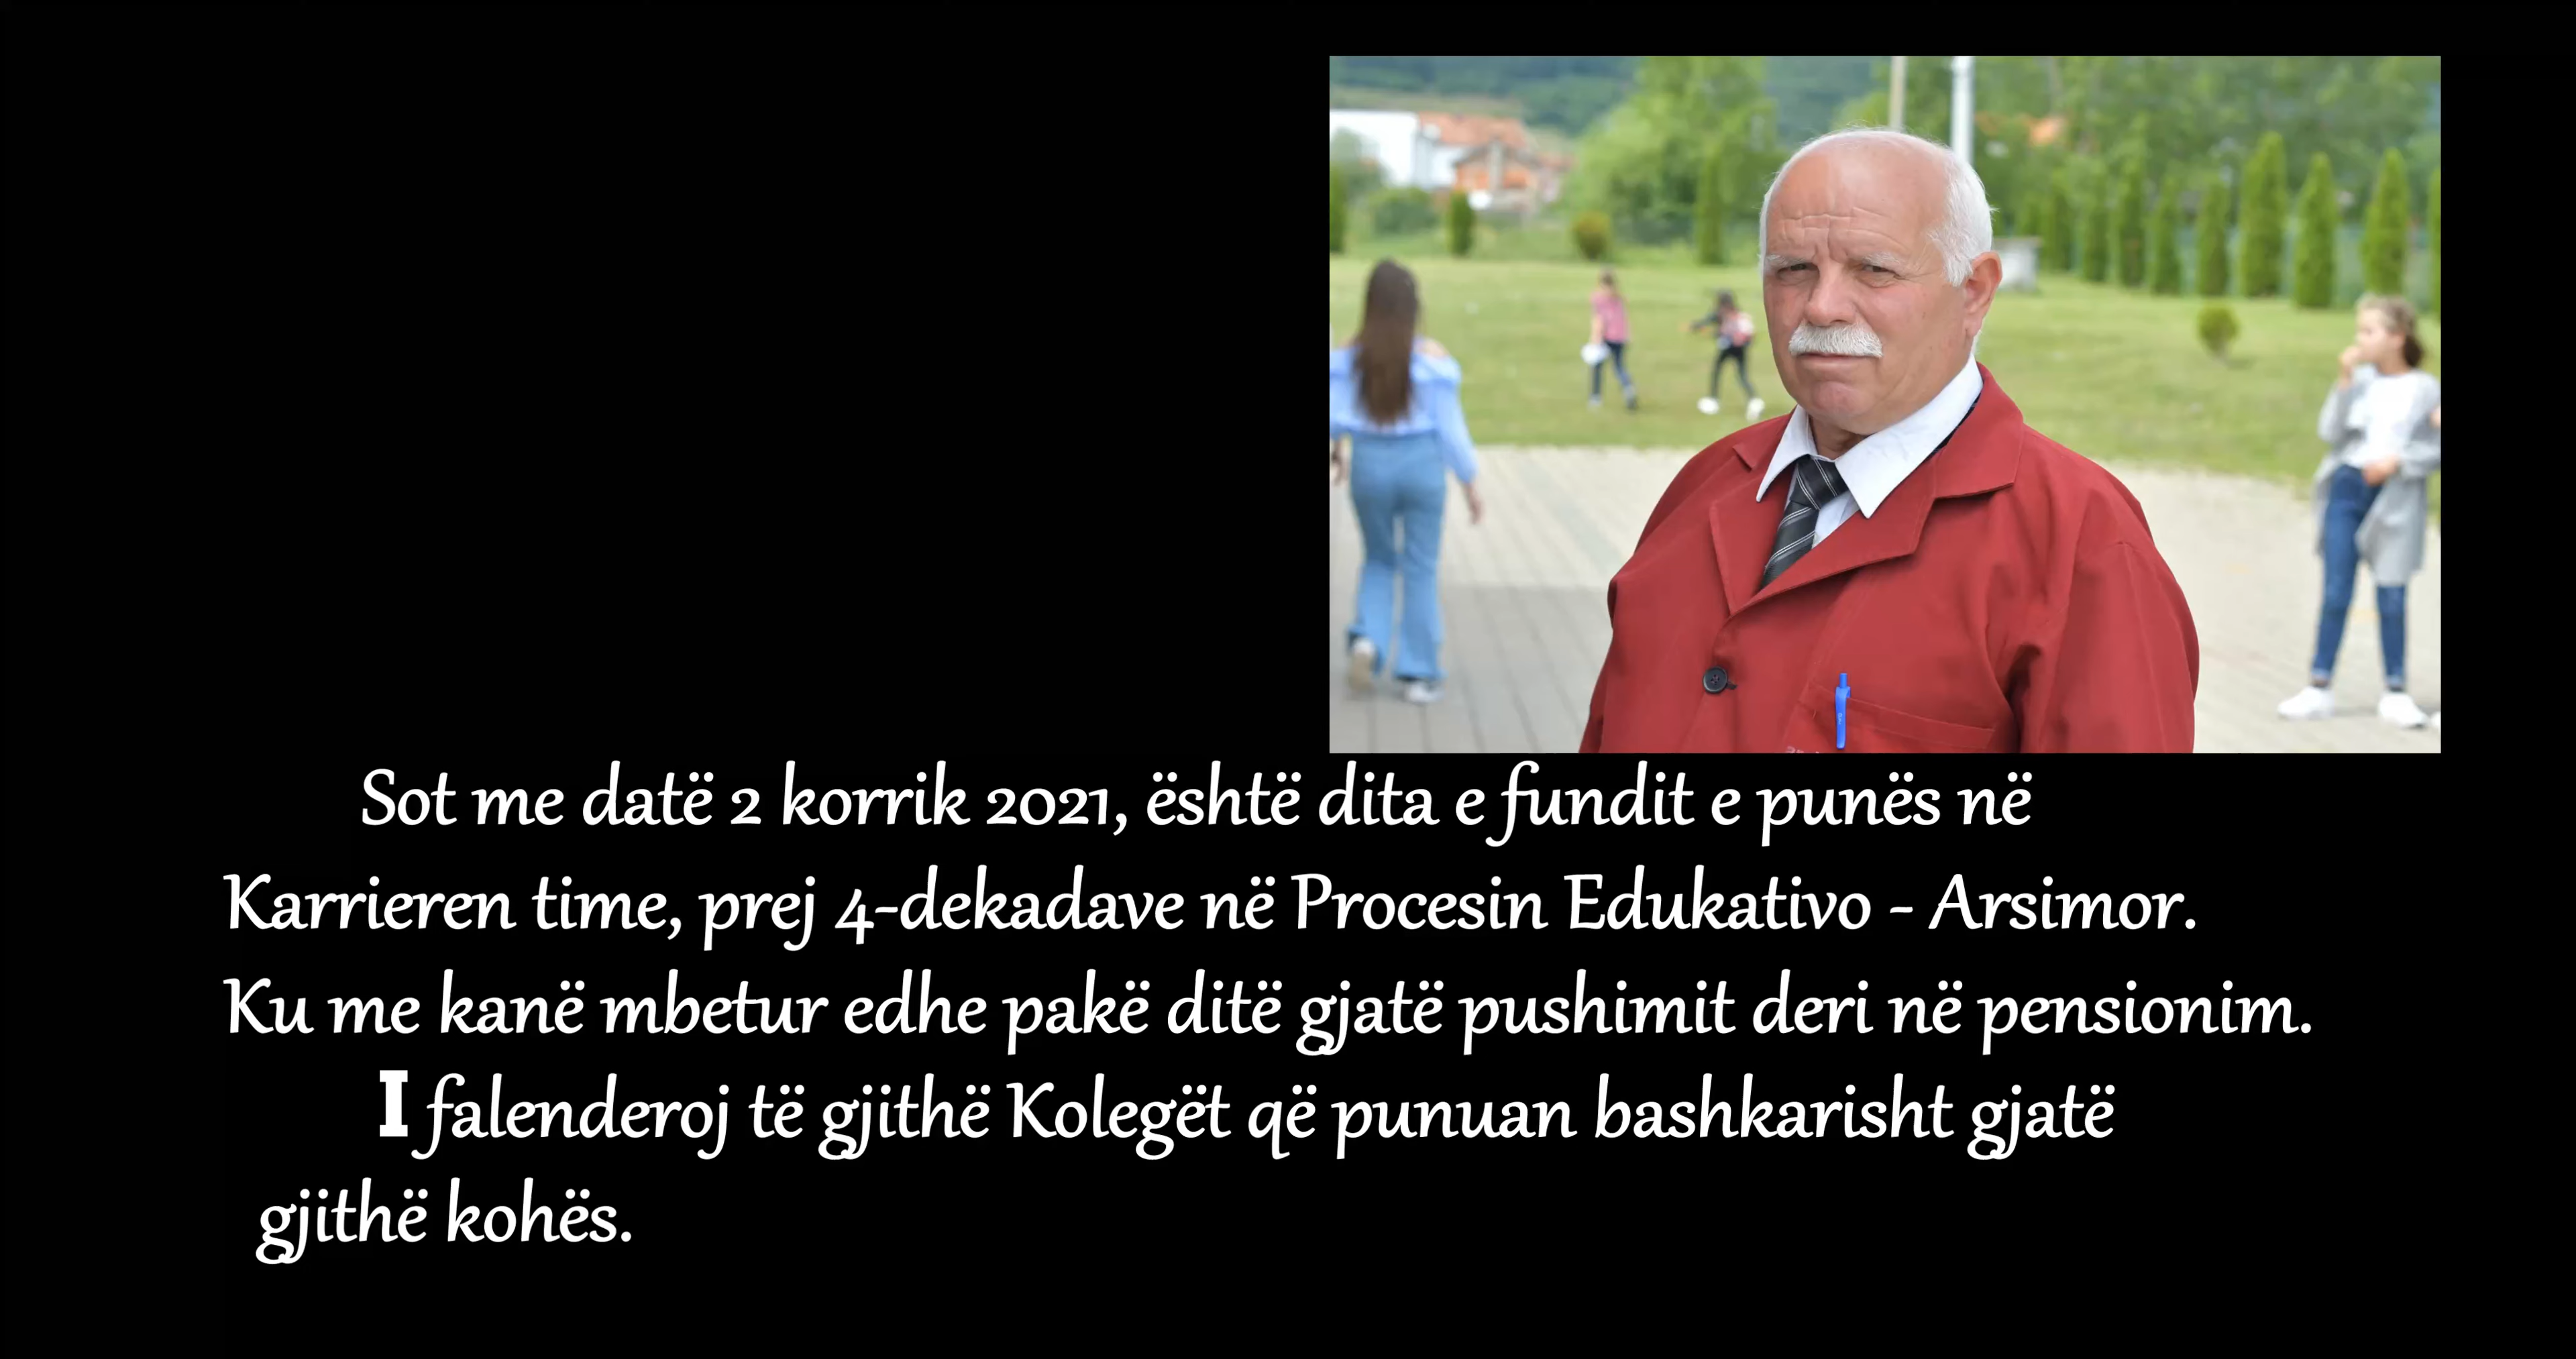 Sot me datë 2 korrik 2021, është dita e fundit e punës në
Karrieren time, prej 4-dekadave në Procesin Edukativo - Arsimor.
Ku me kanë mbetur edhe pakë ditë gjatë pushimit deri në pensionim.
I falenderoj të gjithë Kolegët që punuan bashkarisht gjatë
gjithë kohës.